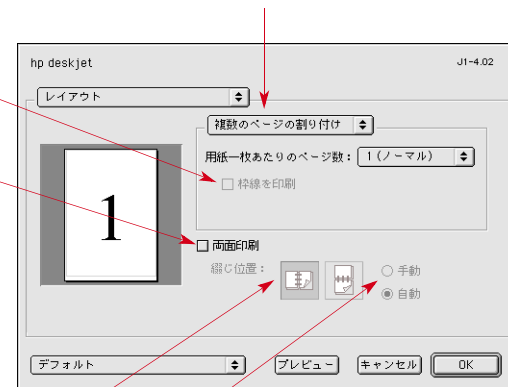 hp deskjet
J1-4.02
レイアウト
複数のページの割り付け
用紙一枚あたりのページ数：
1(ノーマル)
枠線を印刷
1
両面印刷
綴じ位置：
手動
自動
デフォルト
プレビュー
キャンセル
OK